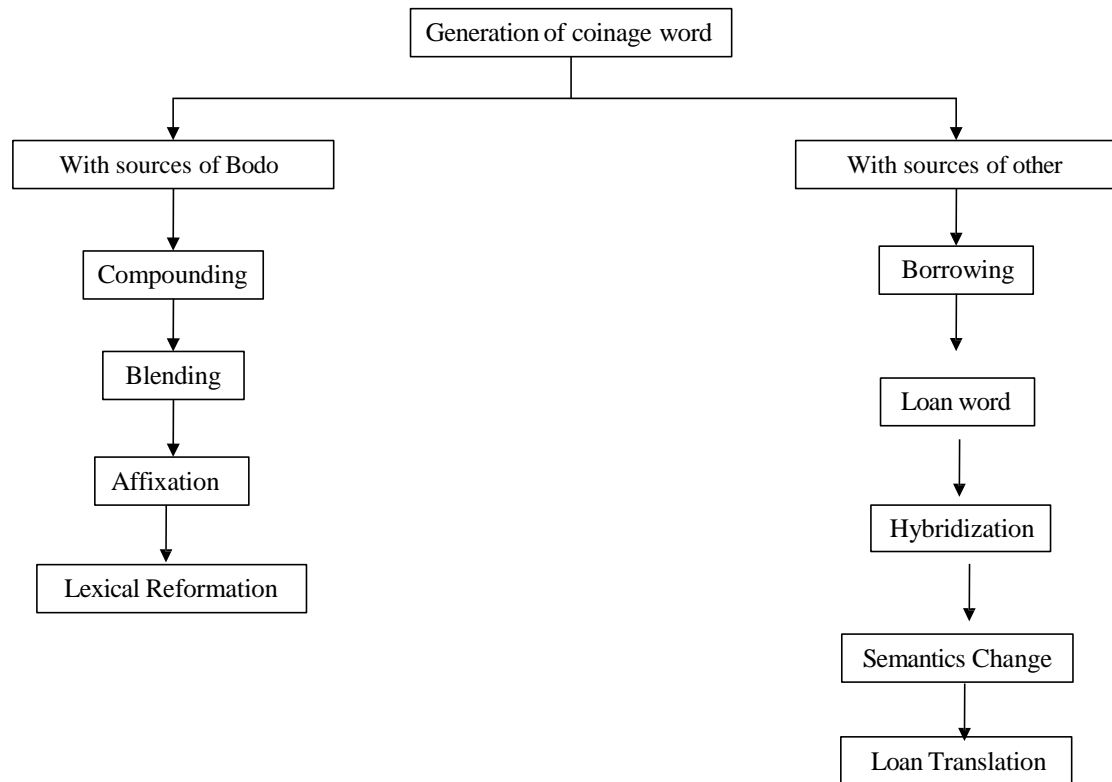 Generation of coinage word
With sources of Bodo
Compounding
Blending
Affixation
Lexical Reformation
With sources of other
Borrowing
Loan word
Hybridization
Semantics Change
Loan Translation